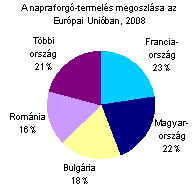 A napraforgó-termelés megoszlása az
Európai Unióban, 2008
Többi
ország
21%
Francia-
ország
23%
Románia
16%
Magyar-
ország
22%
Bulgária
18%